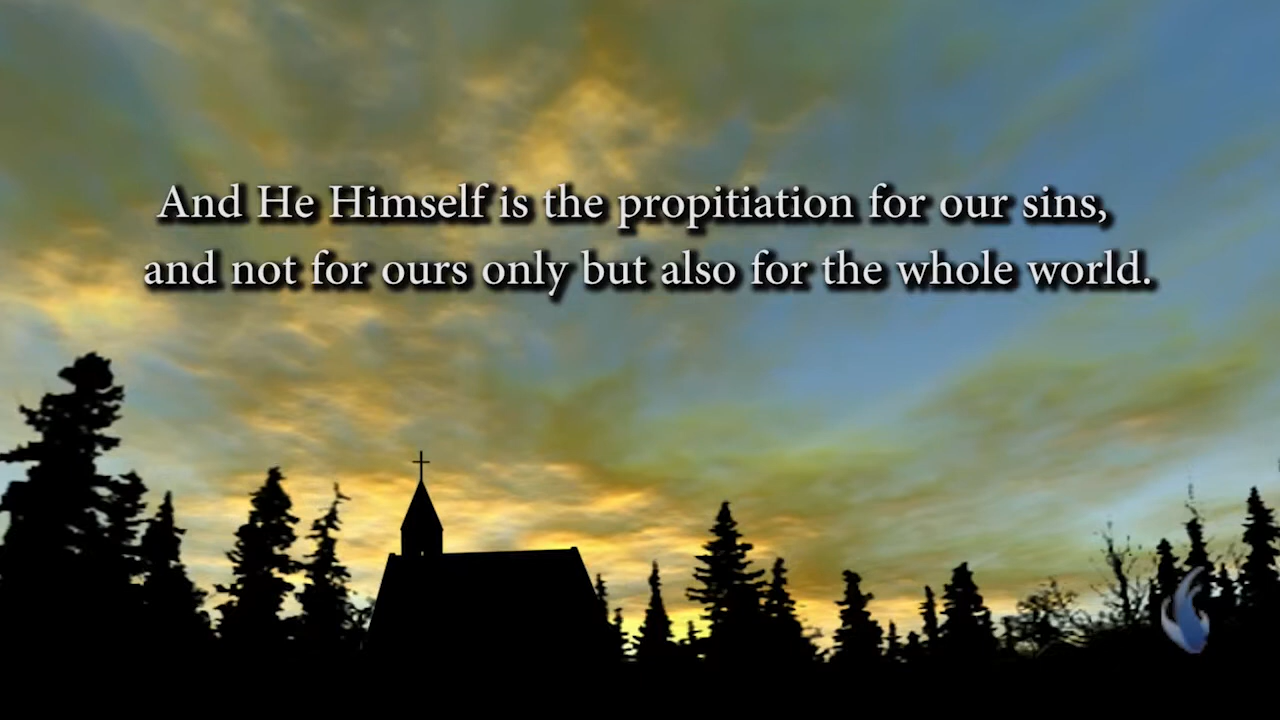 And He Himself is the propitiation for our sins,
and not for ours only but also for the whole world.